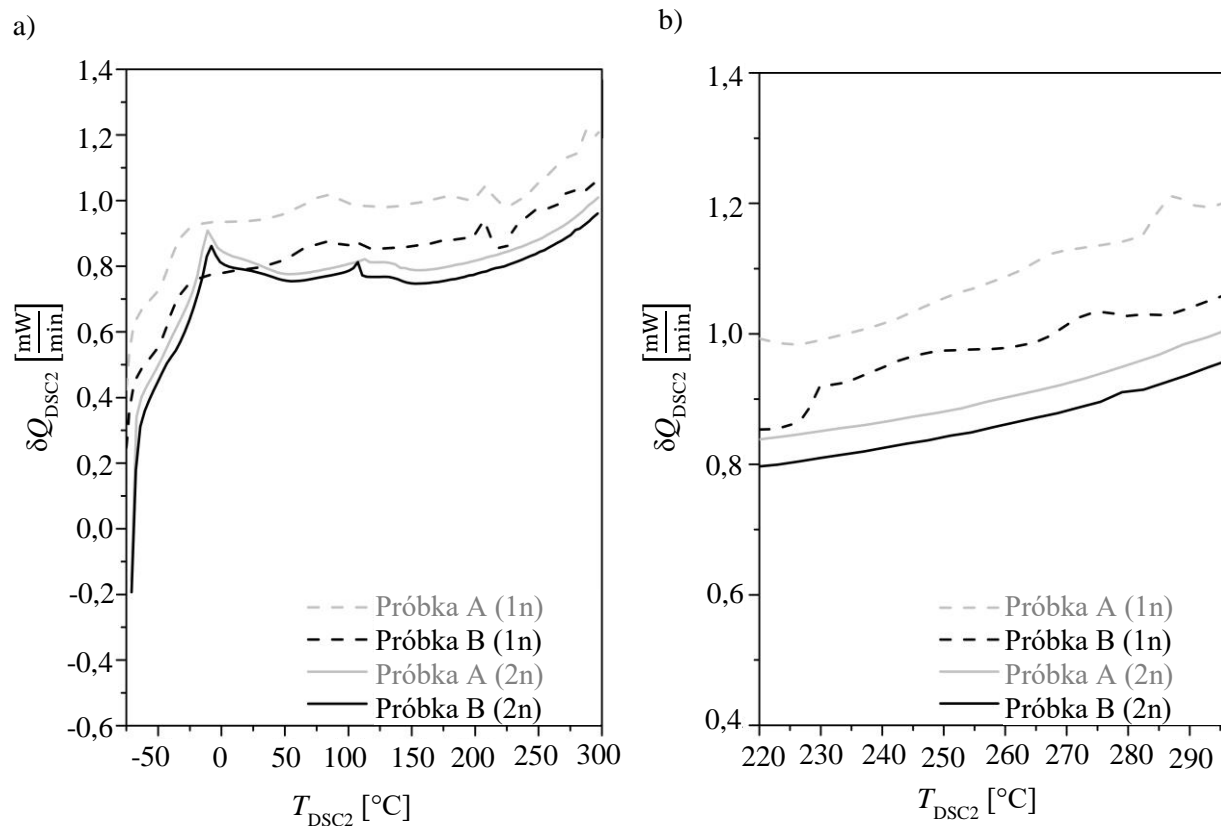 a)
1,4
1,2
1,0
0,8
0,6
0,4
0,2
0,0
-0,2
-0,4
-0,6
δQDSC2 [mW/min]
-50 0 50 100 150 200 250 300
TDSC2 [°C]
Próbka A (1n)
Próbka B (1n)
Próbka A (2n)
Próbka B (2n)
b)
1,4
1,2
1,0
0,8
0,6
0,4
δQDSC2 [mW/min]
220 230 240 250 260 270 280 290
TDSC2 [°C]
Próbka A (1n)
Próbka B (1n)
Próbka A (2n)
Próbka B (2n)